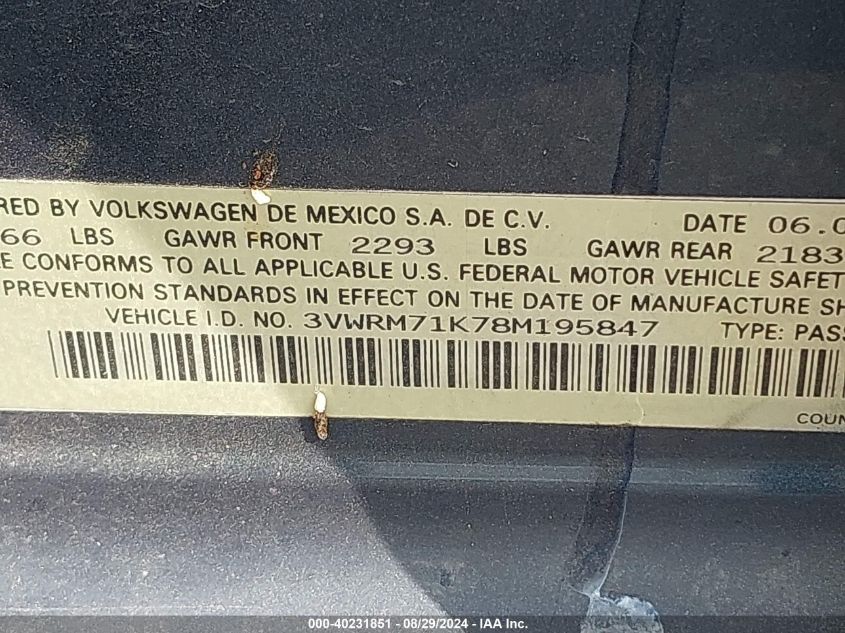 RED BY VOLKSWAGEN DE MEXICO S.A. DE C.V. DATE 06.0
66 LBS GAWR FRONT 2293 LBS GAWR REAR 2183
E CONFORMS TO ALL APPLICABLE U.S. FEDERAL MOTOR VEHICLE SAFET
PREVENTION STANDARDS IN EFFECT ON THE DATE OF MANUFACTURE SH
VEHICLE I.D. NO. 3VWRM71K78M195847 TYPE: PASS
COUN
000-40231851 / 08/29/2024 - IAAI Inc.